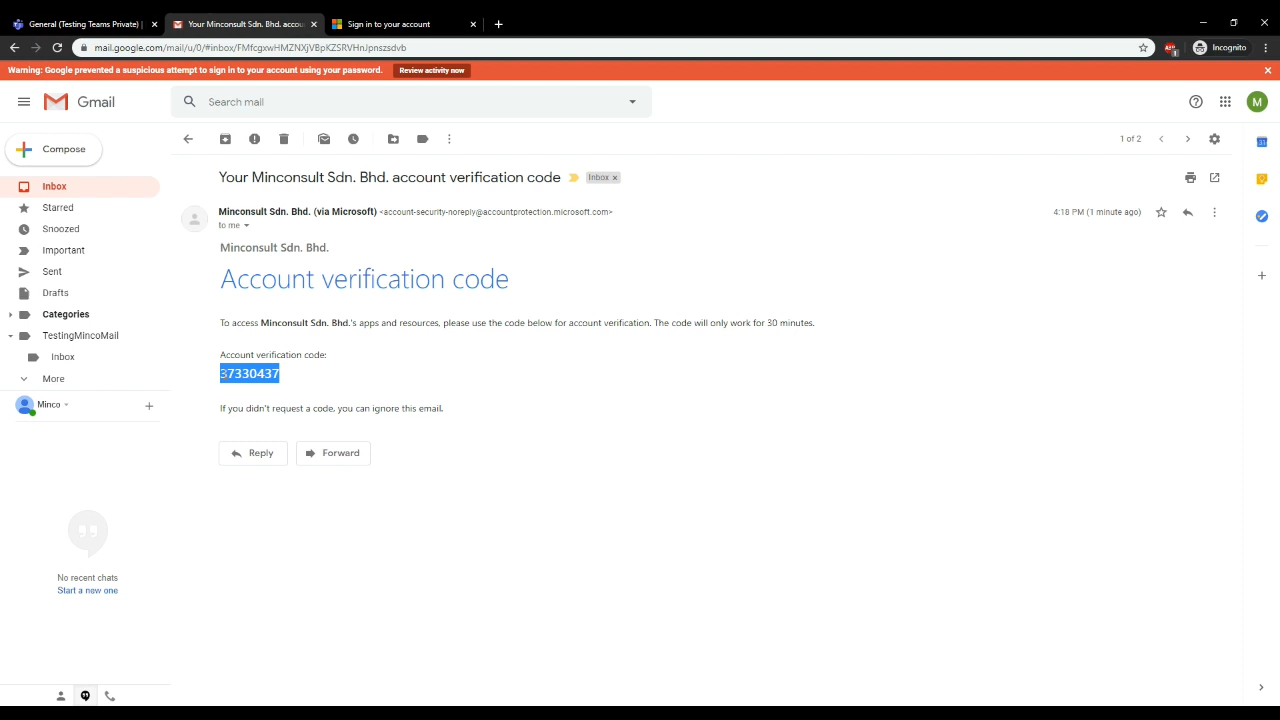 General (Testing Teams Private) |
Your Minconsult Sdn. Bhd. accou
Sign in to your account
mail.google.com/mail/u/0/#inbox/FMfcgxwHMZNXjVBpKZSRVHnJpnszsdvb
ABP
1
Incognito
Warning: Google prevented a suspicious attempt to sign in to your account using your password.
Review activity now
Gmail
Search mail
M
Compose
1 of 2
31
Inbox
Starred
Snoozed
Important
Sent
Drafts
Categories
TestingMincoMail
Inbox
More
Minco
Your Minconsult Sdn. Bhd. account verification code
Inbox x
Minconsult Sdn. Bhd. (via Microsoft) <account-security-noreply@accountprotection.microsoft.com>
4:18 PM (1 minute ago)
to me
Minconsult Sdn. Bhd.
Account verification code
To access Minconsult Sdn. Bhd.'s apps and resources, please use the code below for account verification. The code will only work for 30 minutes.
Account verification code:
37330437
If you didn't request a code, you can ignore this email.
Reply
Forward
No recent chats
Start a new one